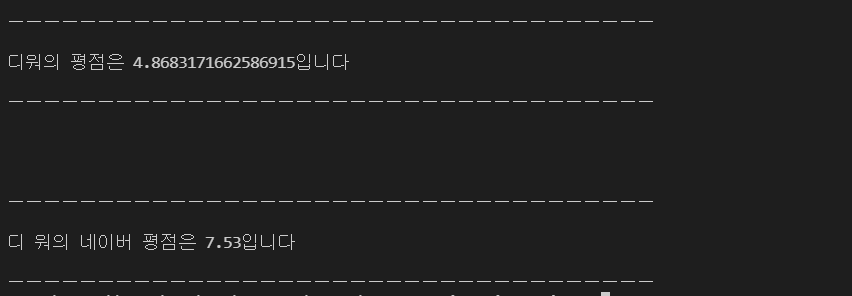 디워의 평점은 4.8683171662586915입니다
디 워의 네이버 평점은 7.53입니다